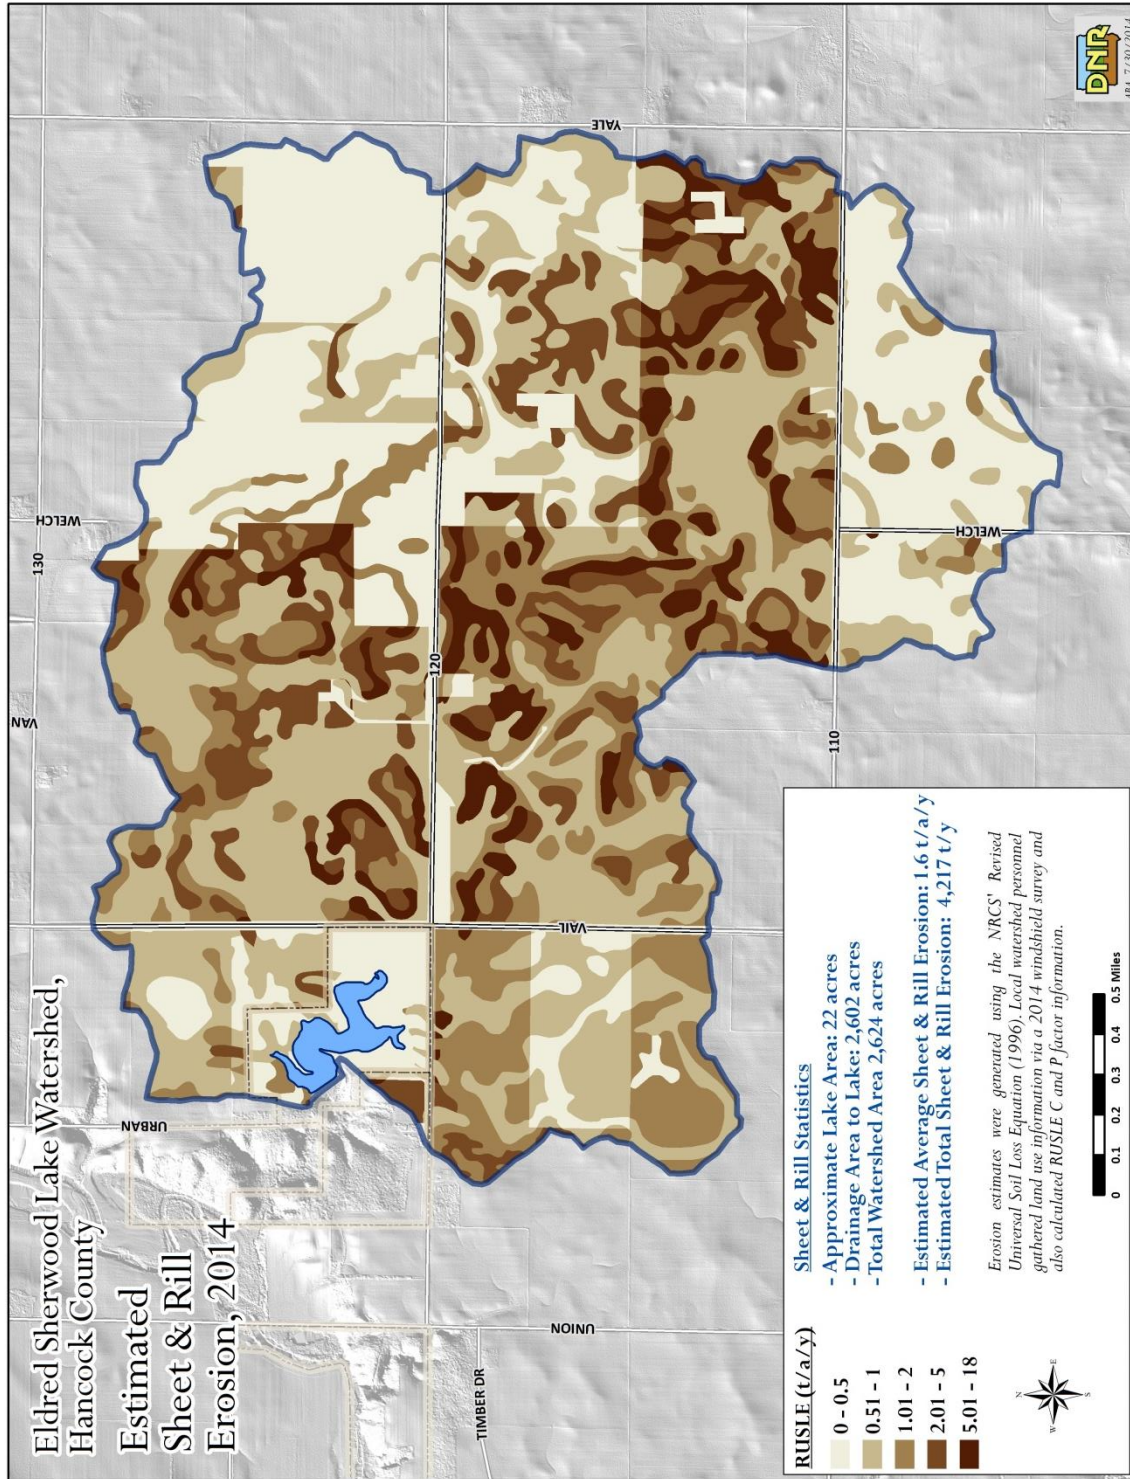 Eldred Sherwood Lake Watershed,
Hancock County
Estimated
Sheet & Rill
Erosion, 2014
130
VAN
WELCH
URBAN
YALE
120
VAIL
UNION
TIMBER DR
110
WELCH
RUSLE (t/a/y)
0 - 0.5
0.51 - 1
1.01 - 2
2.01 - 5
5.01 - 18
N
W
E
S
Sheet & Rill Statistics
- Approximate Lake Area: 22 acres
- Drainage Area to Lake: 2,602 acres
- Total Watershed Area 2,624 acres
- Estimated Average Sheet & Rill Erosion: 1.6 t/a/y
- Estimated Total Sheet & Rill Erosion: 4,217 t/y
Erosion estimates were generated using the NRCS' Revised
Universal Soil Loss Equation (1996). Local watershed personnel
gathered land use information via a 2014 windshield survey and
also calculated RUSLE C and P factor information.
0 0.1 0.2 0.3 0.4 0.5 Miles
DNR
7/30/2014